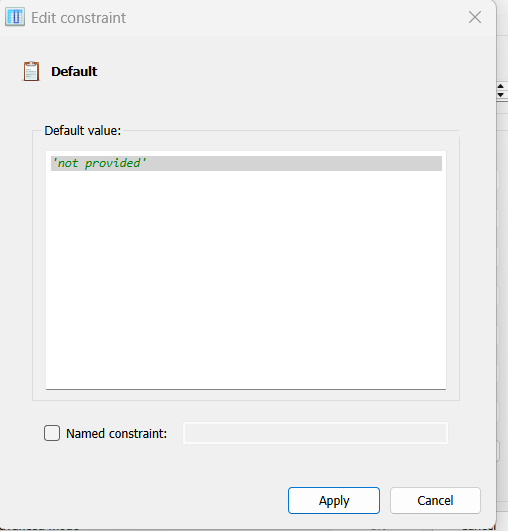 Edit constraint
Default
Default value:
'not provided'
Named constraint:
Apply
Cancel